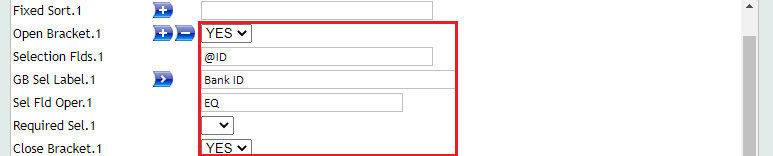 Fixed Sort.1
Open Bracket.1 YES
Selection Flds.1 @ID
GB Sel Label.1 Bank ID
Sel Fld Oper.1 EQ
Required Sel.1
Close Bracket.1 YES